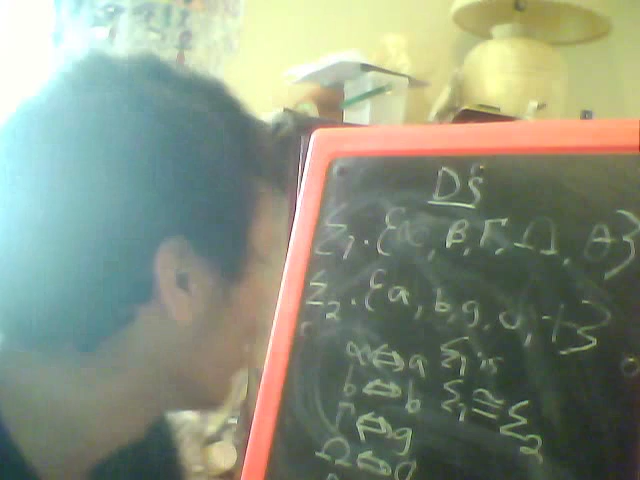 DS
Σ₁ : {α, β, Γ, Ω, θ}
Σ₂ : {a, b, g, o, t}
α ⇔ a Σ₁ is
b ⇔ b Σ₁ ||R Σ₂
Γ ⇔ g
Ω ⇔ o